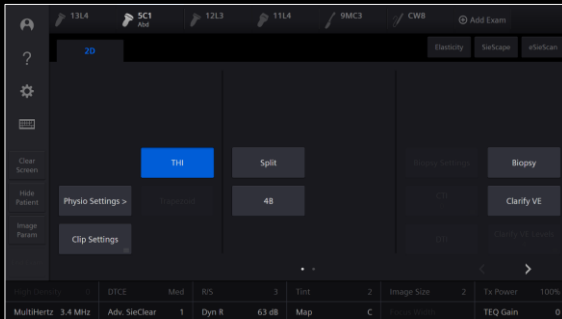 13L4
5C1
Abd
12L3
11L4
9MC3
CW8
Add Exam
2D
Elasticity
SieScape
eSieScan
?
Clear
Screen
Hide
Patient
Image
Param
THI
Split
Biopsy
Physio Settings >
4B
Clarify VE
Clip Settings
DTCE Med
RIS 3
Tint 2
Image Size 2
Tx Power 100%
MultiHertz 3.4 MHz
Adv. SieClear 1
Dyn R 63 dB
Map C
TEQ Gain 0